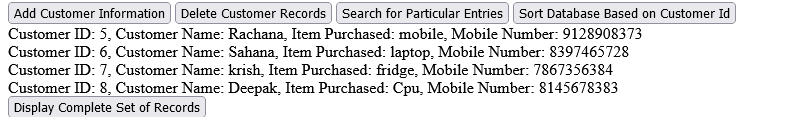 Add Customer Information Delete Customer Records Search for Particular Entries Sort Database Based on Customer Id
Customer ID: 5, Customer Name: Rachana, Item Purchased: mobile, Mobile Number: 9128908373
Customer ID: 6, Customer Name: Sahana, Item Purchased: laptop, Mobile Number: 8397465728
Customer ID: 7, Customer Name: krish, Item Purchased: fridge, Mobile Number: 7867356384
Customer ID: 8, Customer Name: Deepak, Item Purchased: Cpu, Mobile Number: 8145678383
Display Complete Set of Records